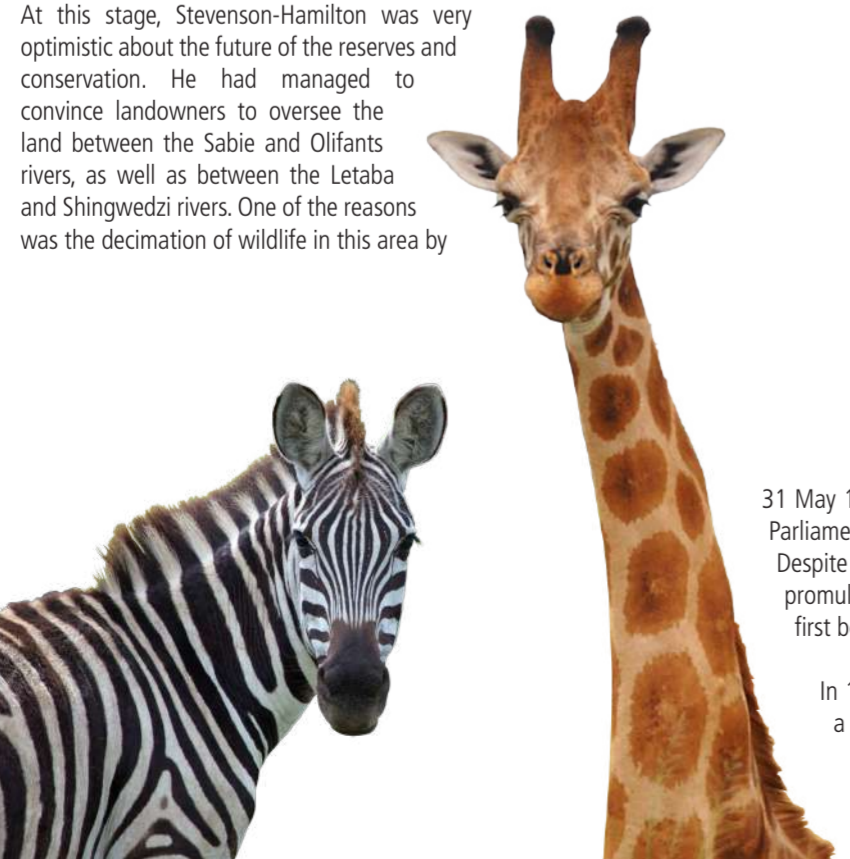 At this stage, Stevenson-Hamilton was very
optimistic about the future of the reserves and
conservation. He had managed to
convince landowners to oversee the
land between the Sabie and Olifants
rivers, as well as between the Letaba
and Shingwedzi rivers. One of the reasons
was the decimation of wildlife in this area by
31 May
Despite
In
a